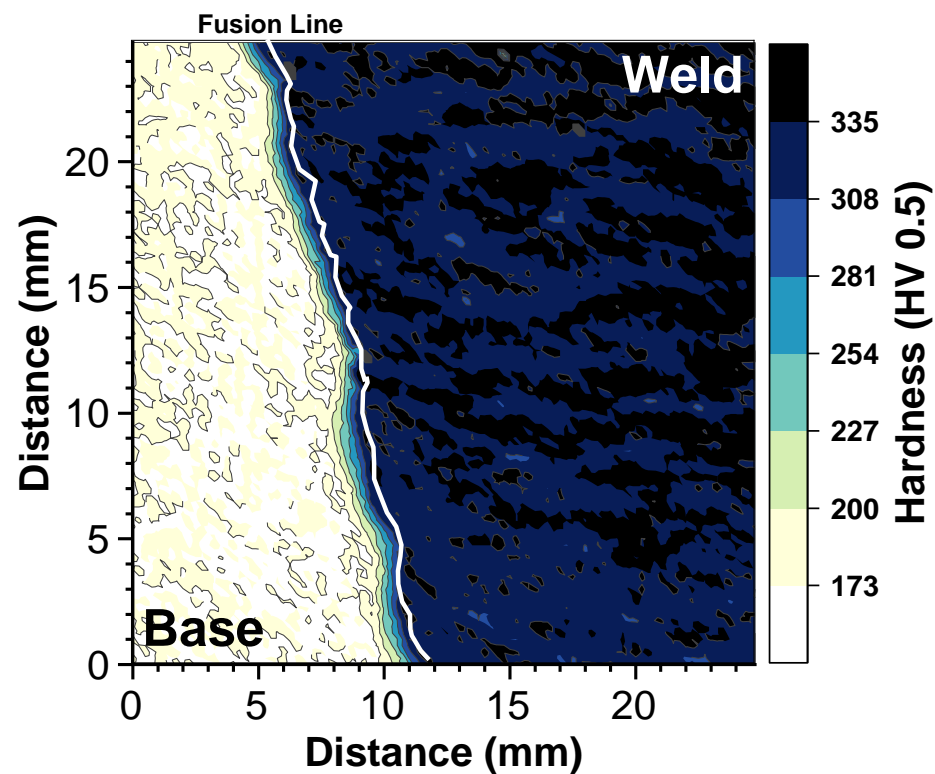 Fusion Line
Weld
Base
Distance (mm)
20
15
10
5
0
0 5 10 15 20
Distance (mm)
335
308
281
254
227
200
173
Hardness (HV 0.5)